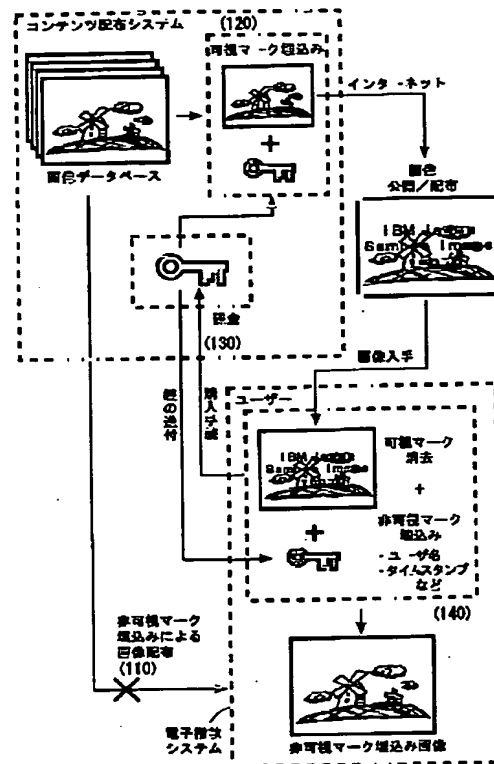 コンテンツ配布システム
(120)
可視マーク埋込み
インターネット
画像データベース
画像
公開/配布
IBM Image
Sample Image
課金
(130)
画像入手
鍵の送付
購入手続
ユーザー
IBM Image
Sample Image
可視マーク
消去
+
非可視マーク
埋込み
・ユーザ名
・タイムスタンプ
など
(140)
非可視マーク
埋込みによる
画像配布
(110)
システム
非可視マーク埋込み画像